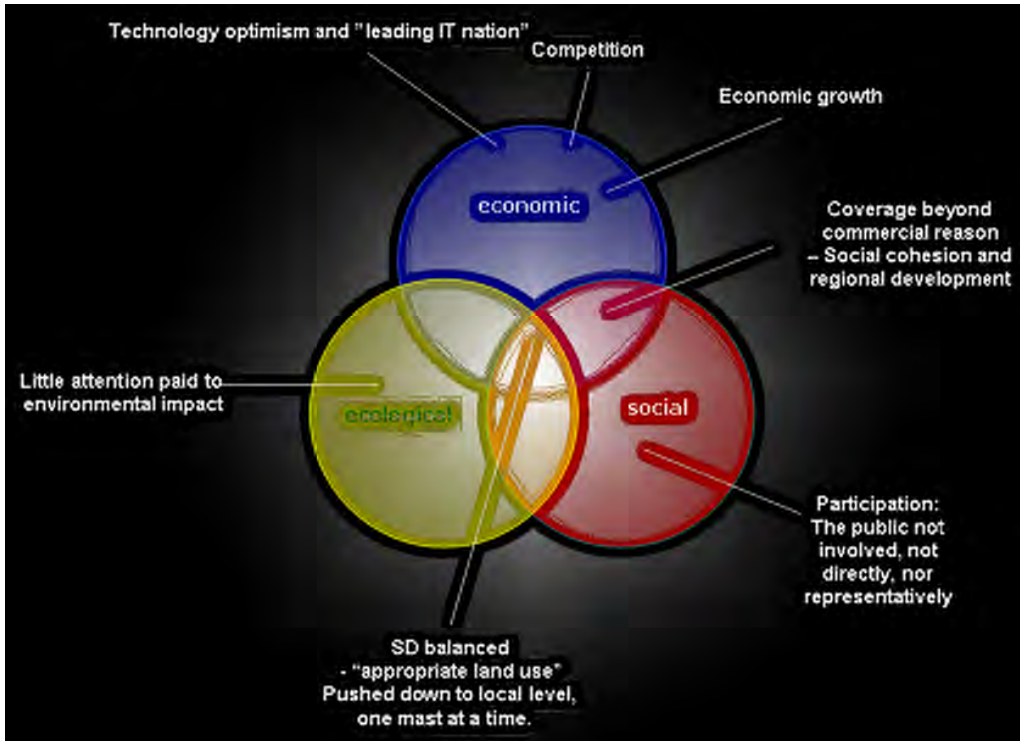 Technology optimism and "leading IT nation"
Competition
Economic growth
economic
Coverage beyond
commercial reason
– Social cohesion and
regional development
Little attention paid to
environmental impact
ecological
social
Participation:
The public not
involved, not
directly, nor
representatively
SD balanced
- "appropriate land use"
Pushed down to local level,
one mast at a time.